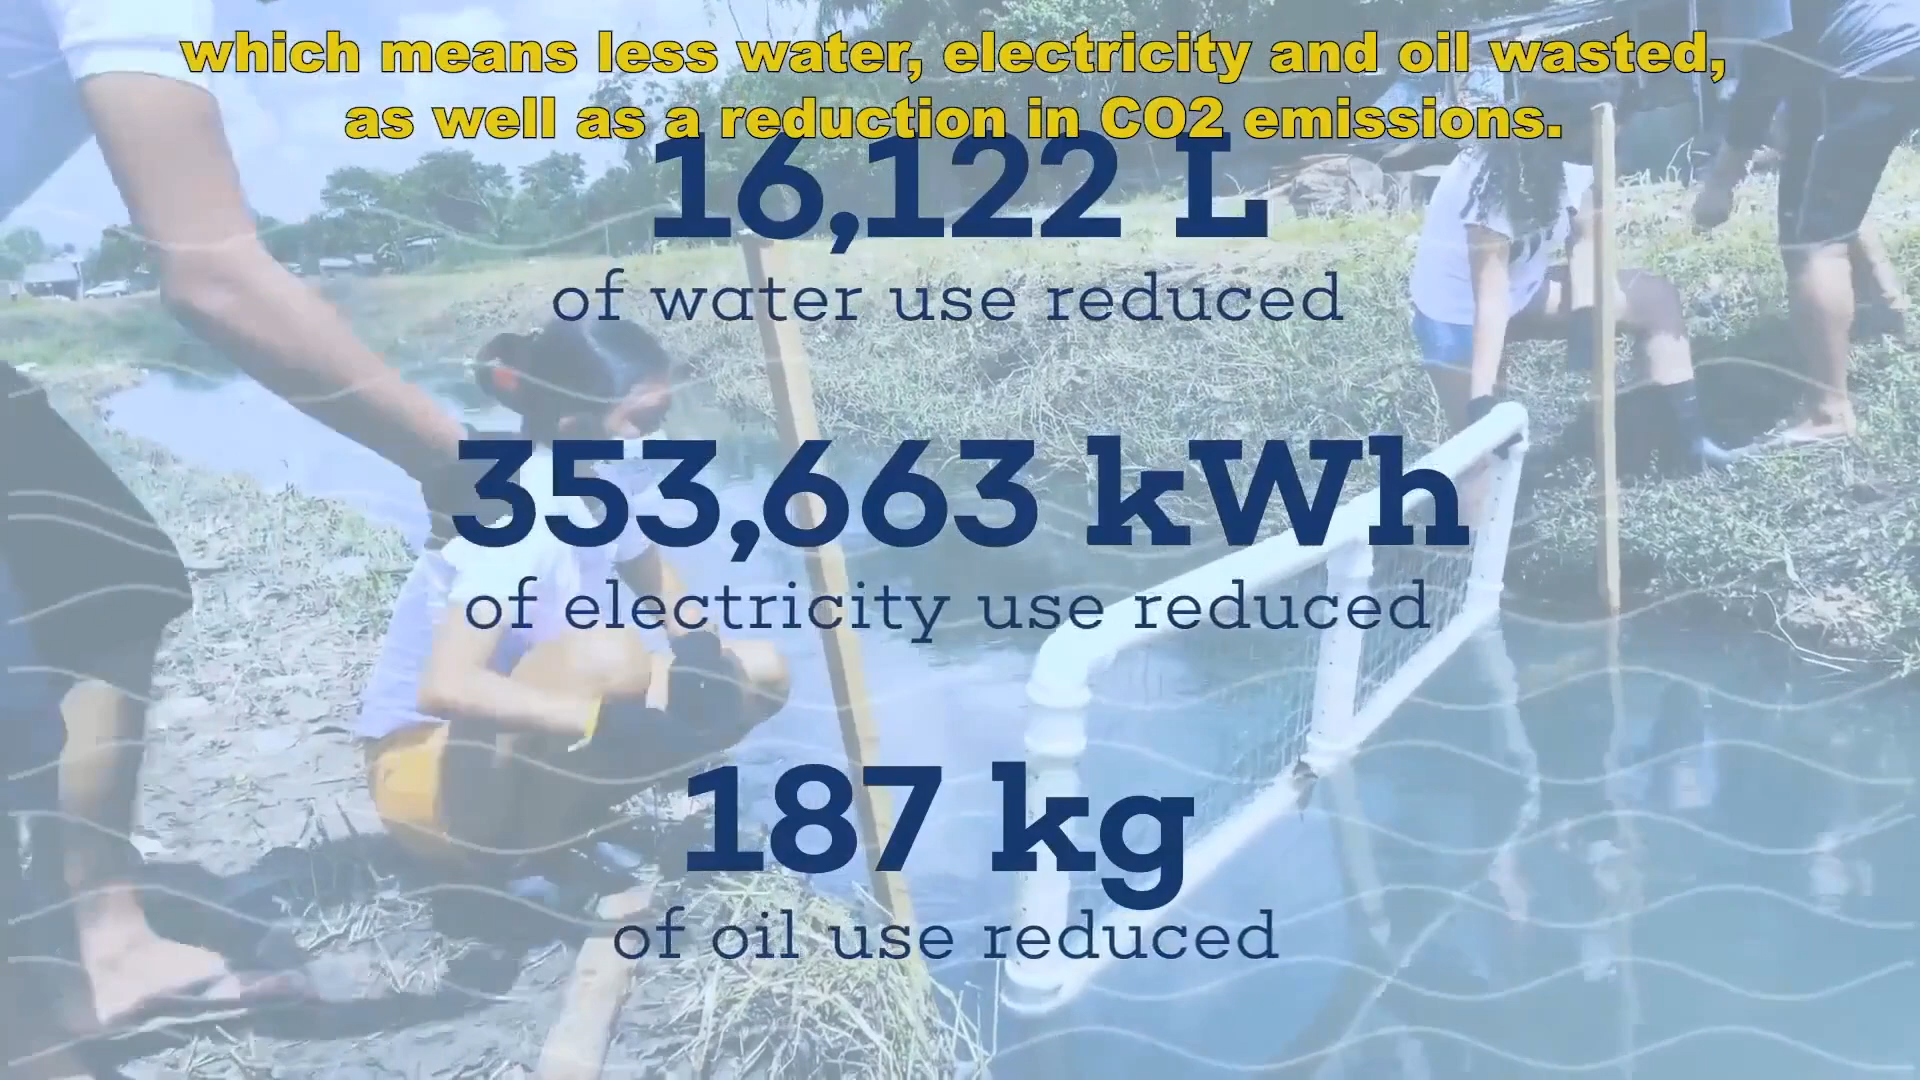 which means less water, electricity and oil wasted,
as well as a reduction in CO2 emissions.
16,122 L
of water use reduced
353,663 kWh
of electricity use reduced
187 kg
of oil use reduced